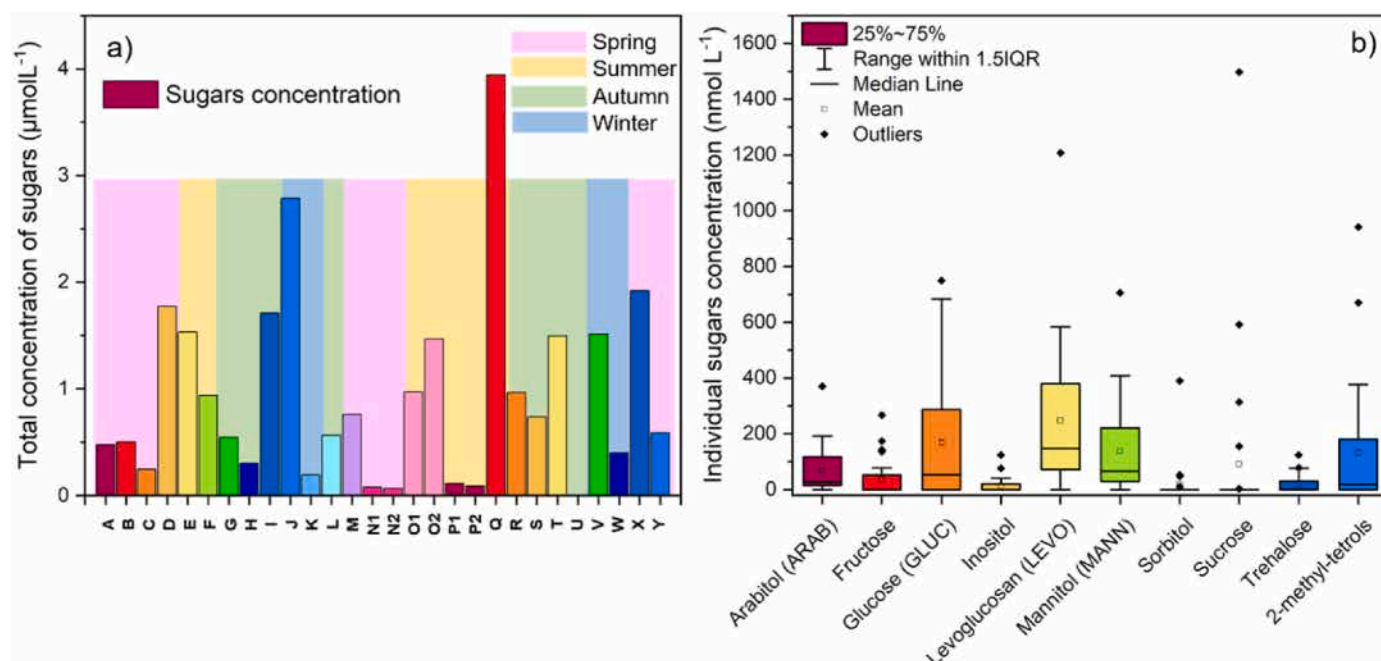 a)
Spring
Summer
Autumn
Winter
Sugars concentration
Total concentration of sugars (µmolL⁻¹)
4
3
2
1
0
A B C D E F G H I J K L M N1 N2 O1 O2 P1 P2 Q R S T U V W X Y
b)
25%~75%
Range within 1.5IQR
Median Line
Mean
Outliers
Individual sugars concentration (nmol L⁻¹)
1600
1400
1200
1000
800
600
400
200
0
Arabitol (ARAB)
Fructose
Glucose (GLUC)
Inositol
Levoglucosan (LEVO)
Mannitol (MANN)
Sorbitol
Sucrose
Trehalose
2-methyl-tetrols